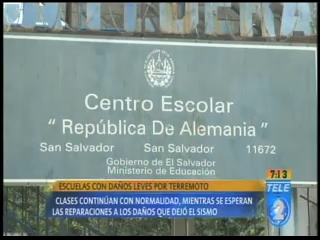 Centro Escolar
" República De Alemania "
San Salvador San Salvador 11672
Gobierno de El Salvador
Ministerio de Educación
7:13
ESCUELAS CON DAÑOS LEVES POR TERREMOTO
TELE
CLASES CONTINÚAN CON NORMALIDAD, MIENTRAS SE ESPERAN
LAS REPARACIONES A LOS DAÑOS QUE DEJÓ EL SISMO